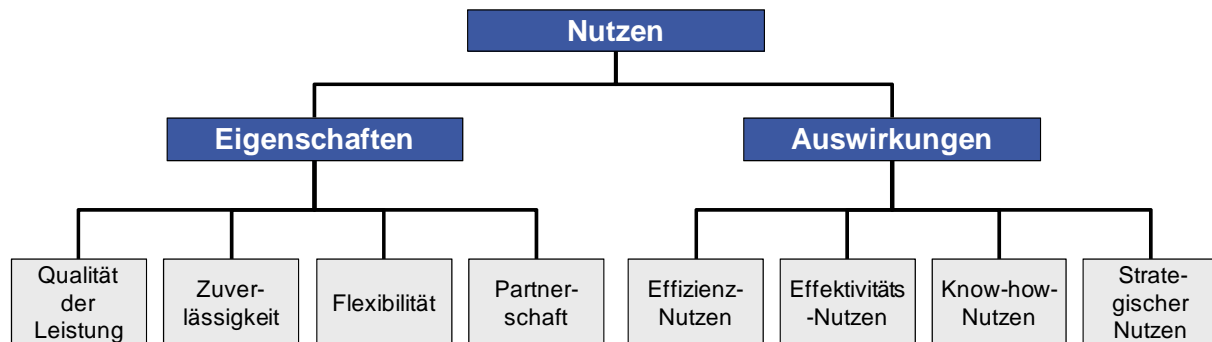 Nutzen
Eigenschaften
Auswirkungen
Qualität
der
Leistung
Zuver-
lässigkeit
Flexibilität
Partner-
schaft
Effizienz-
Nutzen
Effektivitäts
-Nutzen
Know-how-
Nutzen
Strate-
gischer
Nutzen